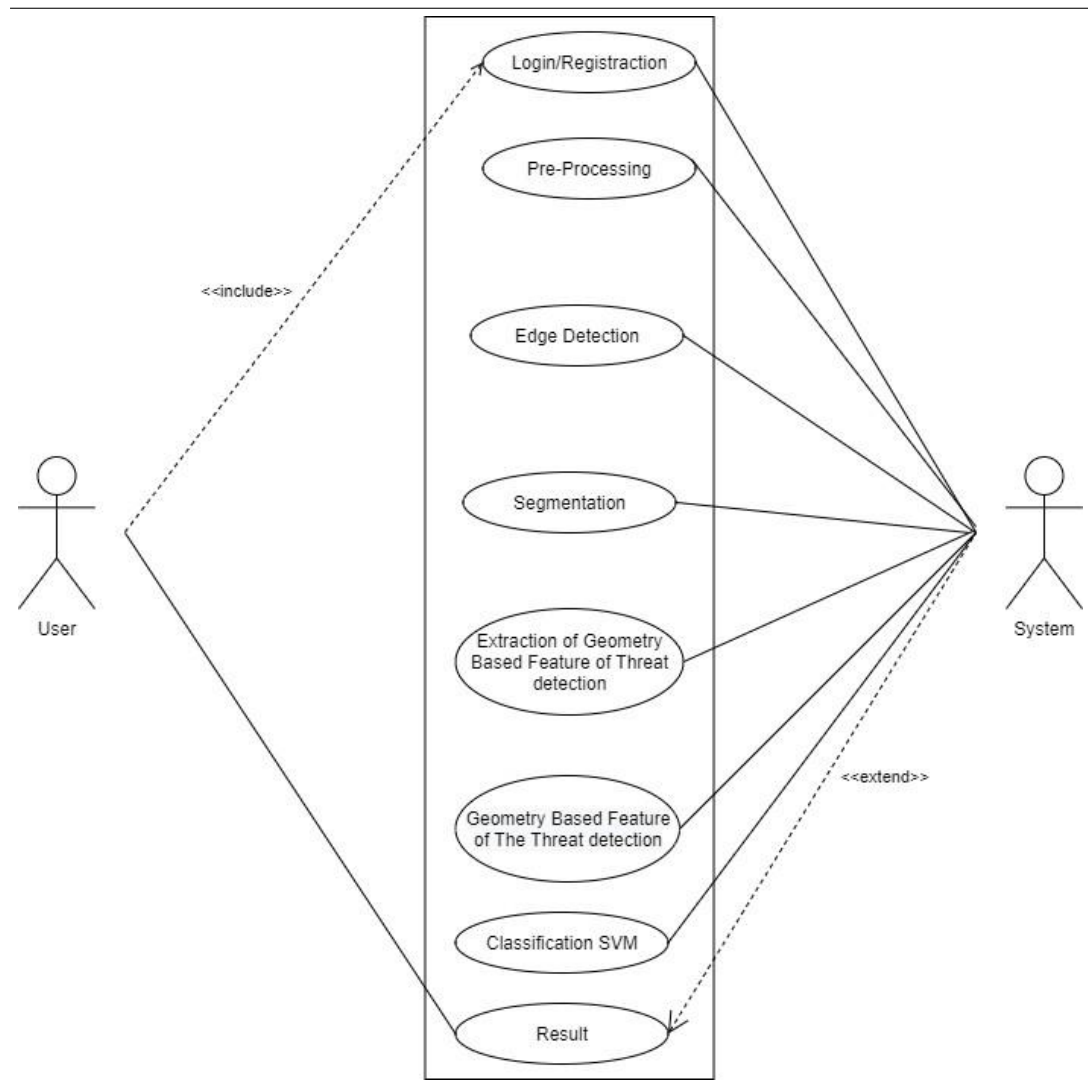 Login/Registraction
Pre-Processing
<<include>>
Edge Detection
Segmentation
User
System
Extraction of Geometry
Based Feature of Threat
detection
<<extend>>
Geometry Based Feature
of The Threat detection
Classification SVM
Result